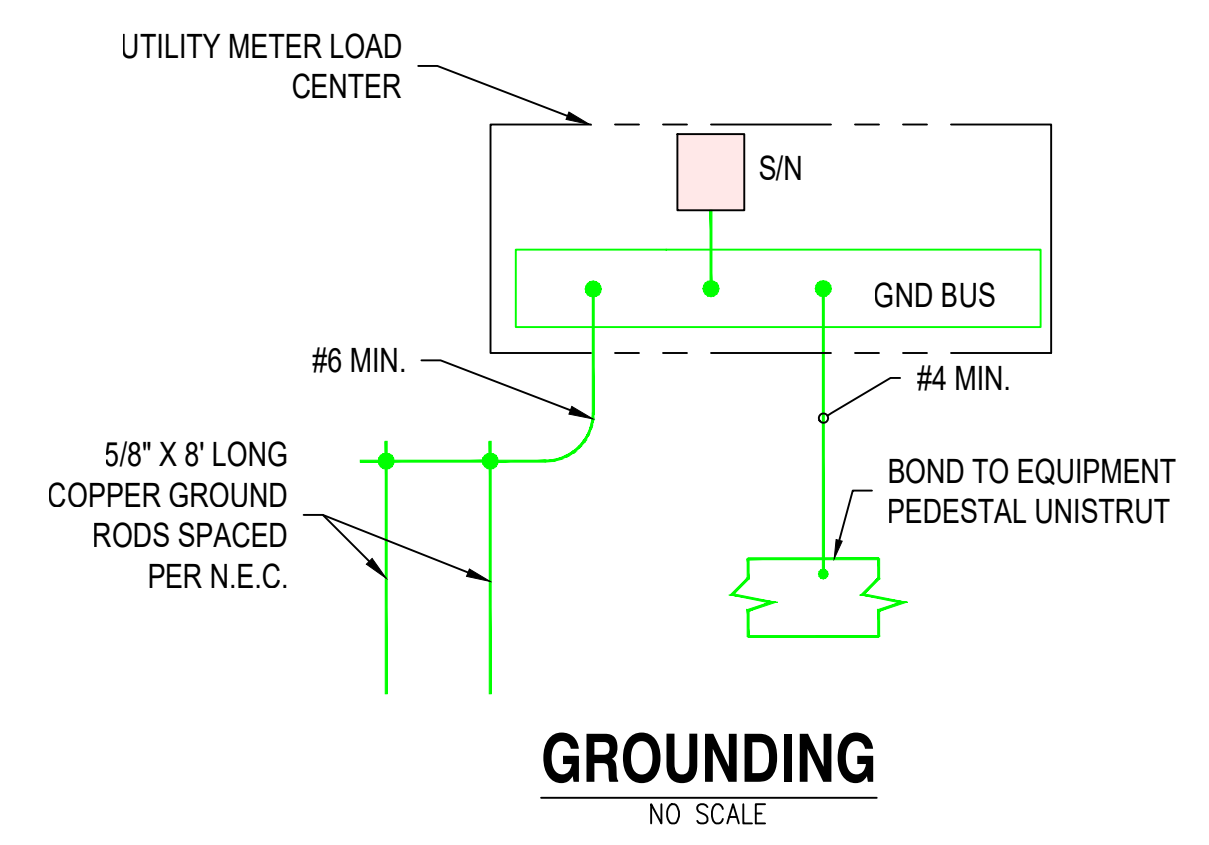 UTILITY METER LOAD
CENTER
S/N
GND BUS
#6 MIN.
#4 MIN.
5/8" X 8' LONG
COPPER GROUND
RODS SPACED
PER N.E.C.
BOND TO EQUIPMENT
PEDESTAL UNISTRUT
GROUNDING
NO SCALE